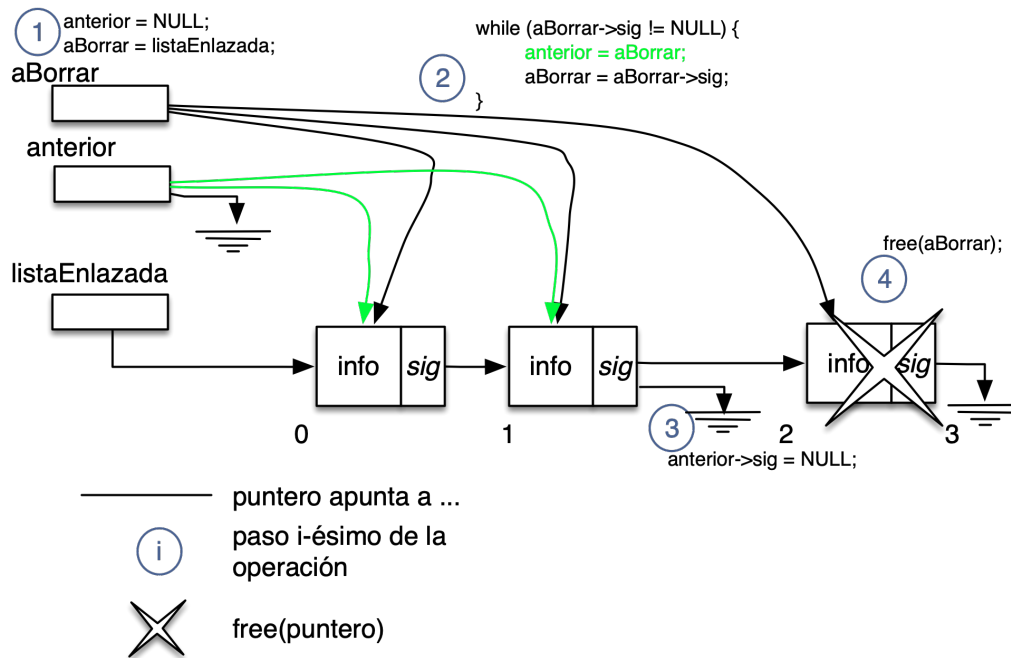 1
anterior = NULL;
aBorrar = listaEnlazada;
while (aBorrar->sig != NULL) {
anterior = aBorrar;
aBorrar = aBorrar->sig;
}
2
aBorrar
anterior
listaEnlazada
free(aBorrar);
4
info
sig
info
sig
info
sig
0
1
2
3
3
anterior->sig = NULL;
puntero apunta a ...
i
paso i-ésimo de la
operación
free(puntero)